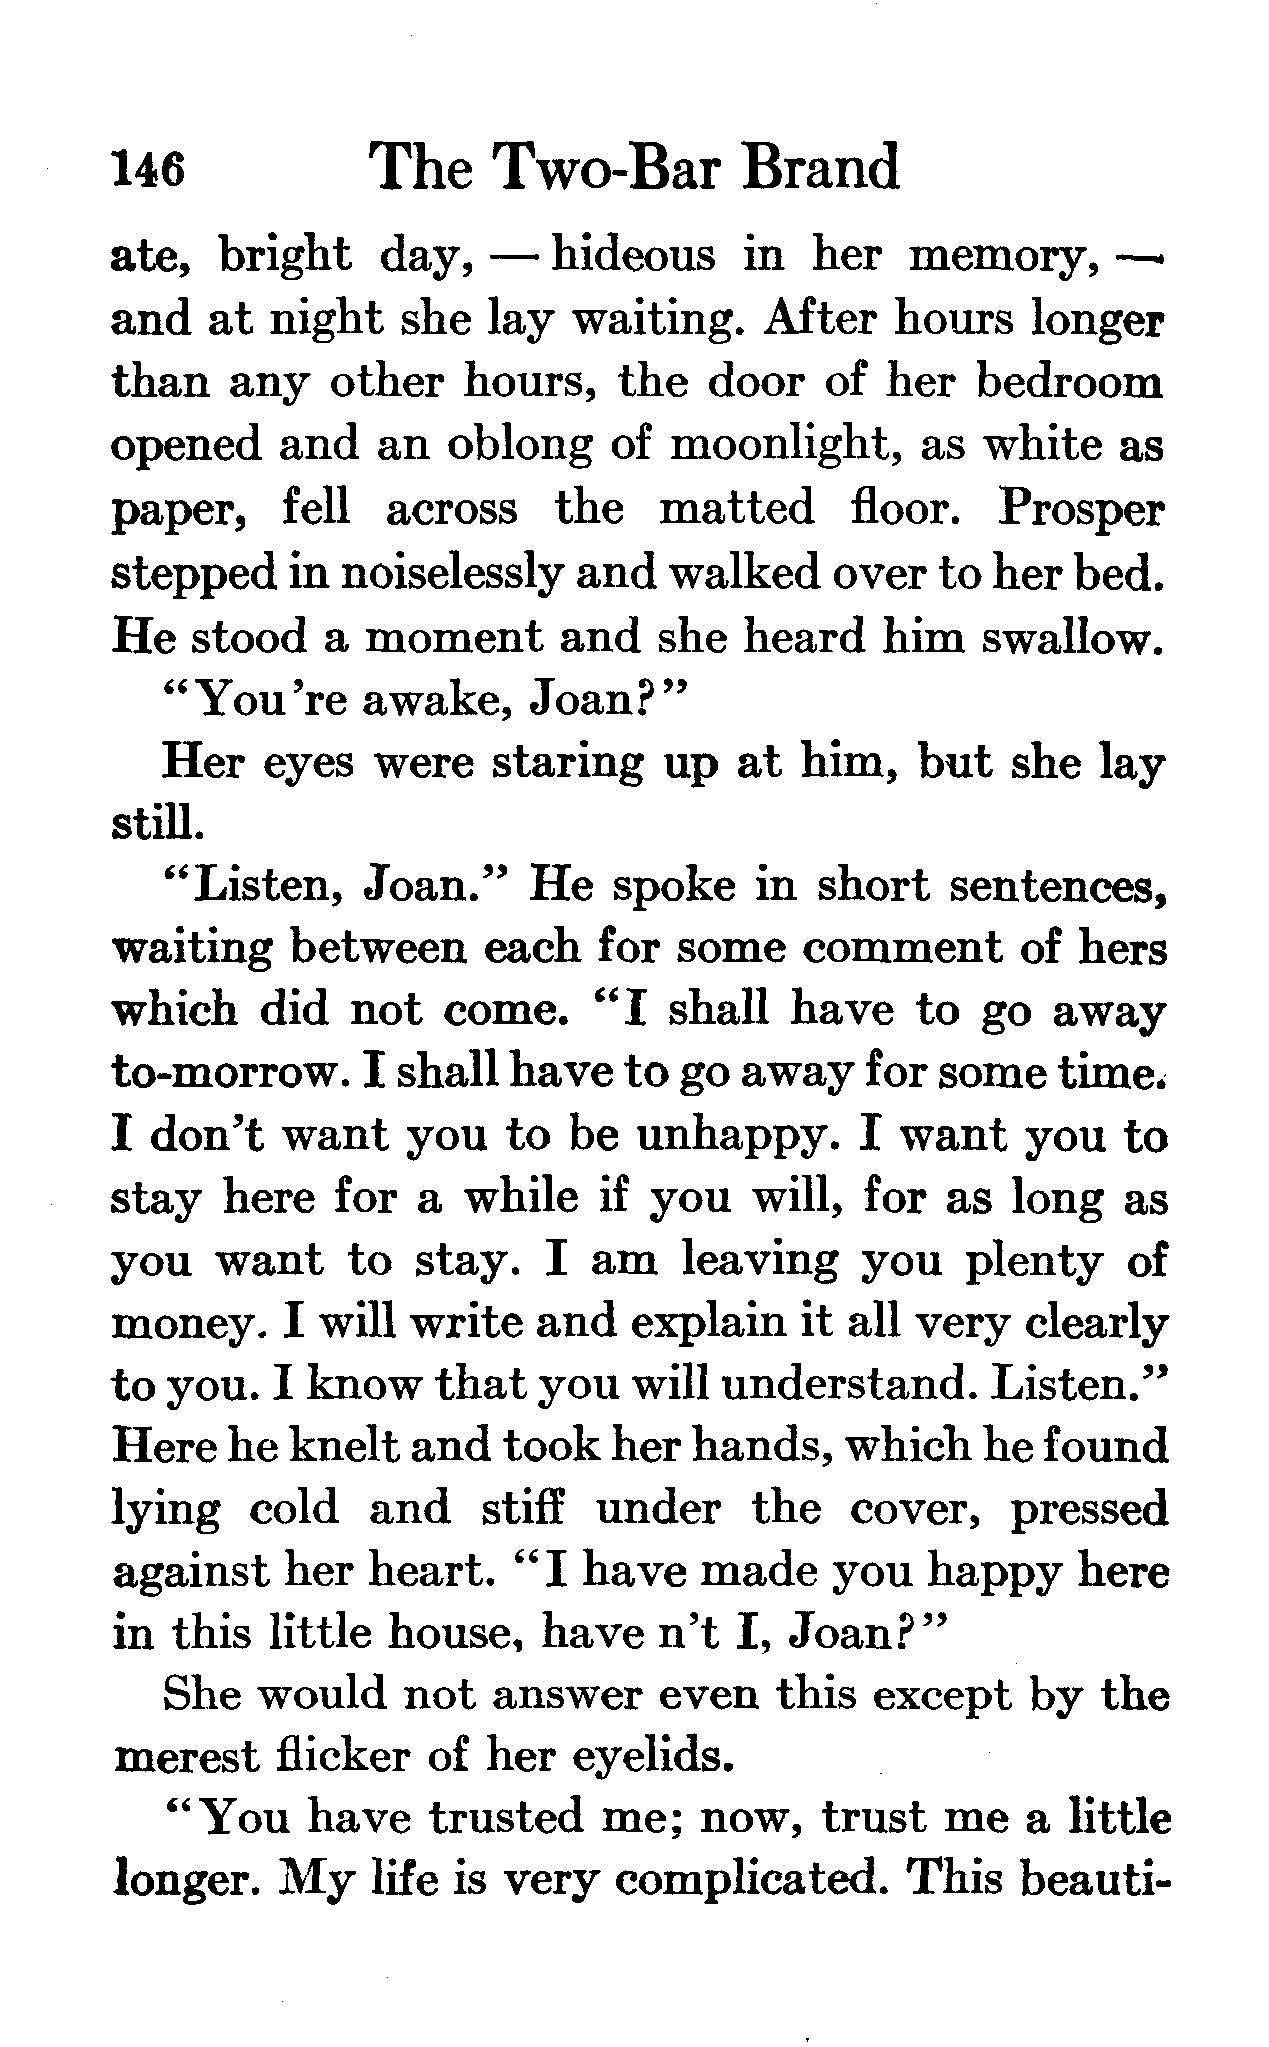 146 The Two-Bar Brand
ate, bright day, — hideous in her memory, —
and at night she lay waiting. After hours longer
than any other hours, the door of her bedroom
opened and an oblong of moonlight, as white as
paper, fell across the matted floor. Prosper
stepped in noiselessly and walked over to her bed.
He stood a moment and she heard him swallow.
"You're awake, Joan?"
Her eyes were staring up at him, but she lay
still.
"Listen, Joan." He spoke in short sentences,
waiting between each for some comment of hers
which did not come. "I shall have to go away
to-morrow. I shall have to go away for some time.
I don't want you to be unhappy. I want you to
stay here for a while if you will, for as long as
you want to stay. I am leaving you plenty of
money. I will write and explain it all very clearly
to you. I know that you will understand. Listen."
Here he knelt and took her hands, which he found
lying cold and stiff under the cover, pressed
against her heart. "I have made you happy here
in this little house, have n't I, Joan?"
She would not answer even this except by the
merest flicker of her eyelids.
"You have trusted me; now, trust me a little
longer. My life is very complicated. This beauti-